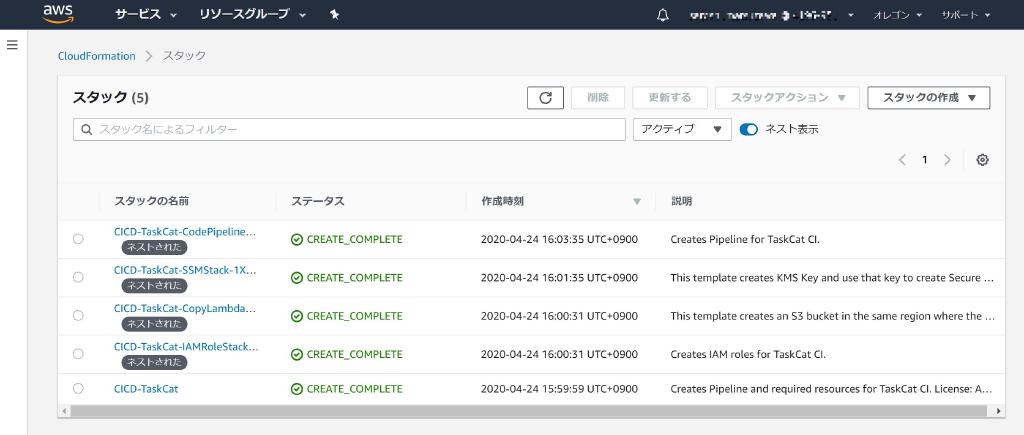 aws
サービス
リソースグループ
オレゴン
サポート
CloudFormation > スタック
スタック (5)
削除
更新する
スタックアクション
スタックの作成
スタック名によるフィルター
アクティブ
ネスト表示
1
スタックの名前
ステータス
作成時刻
説明
CICD-TaskCat-CodePipeline...
ネストされた
CREATE_COMPLETE
2020-04-24 16:03:35 UTC+0900
Creates Pipeline for TaskCat CI.
CICD-TaskCat-SSMStack-1X...
ネストされた
CREATE_COMPLETE
2020-04-24 16:01:35 UTC+0900
This template creates KMS Key and use that key to create Secure ...
CICD-TaskCat-CopyLambda...
ネストされた
CREATE_COMPLETE
2020-04-24 16:00:31 UTC+0900
This template creates an S3 bucket in the same region where the ...
CICD-TaskCat-IAMRoleStack...
ネストされた
CREATE_COMPLETE
2020-04-24 16:00:31 UTC+0900
Creates IAM roles for TaskCat CI.
CICD-TaskCat
CREATE_COMPLETE
2020-04-24 15:59:59 UTC+0900
Creates Pipeline and required resources for TaskCat CI. License: A...